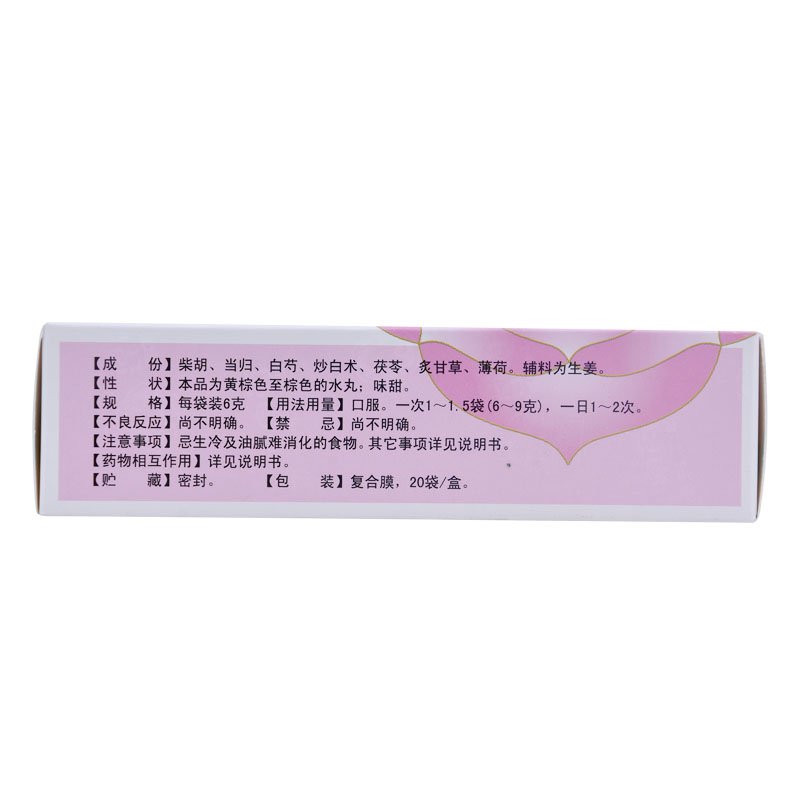 【成　　份】柴胡、当归、白芍、炒白术、茯苓、炙甘草、薄荷。辅料为生姜。
【性　　状】本品为黄棕色至棕色的水丸；味甜。
【规　　格】每袋装6克 【用法用量】口服。一次1～1.5袋(6～9克)，一日1～2次。
【不良反应】尚不明确。 【禁　　忌】尚不明确。
【注意事项】忌生冷及油腻难消化的食物。其它事项详见说明书。
【药物相互作用】详见说明书。
【贮　　藏】密封。 【包　　装】复合膜，20袋/盒。